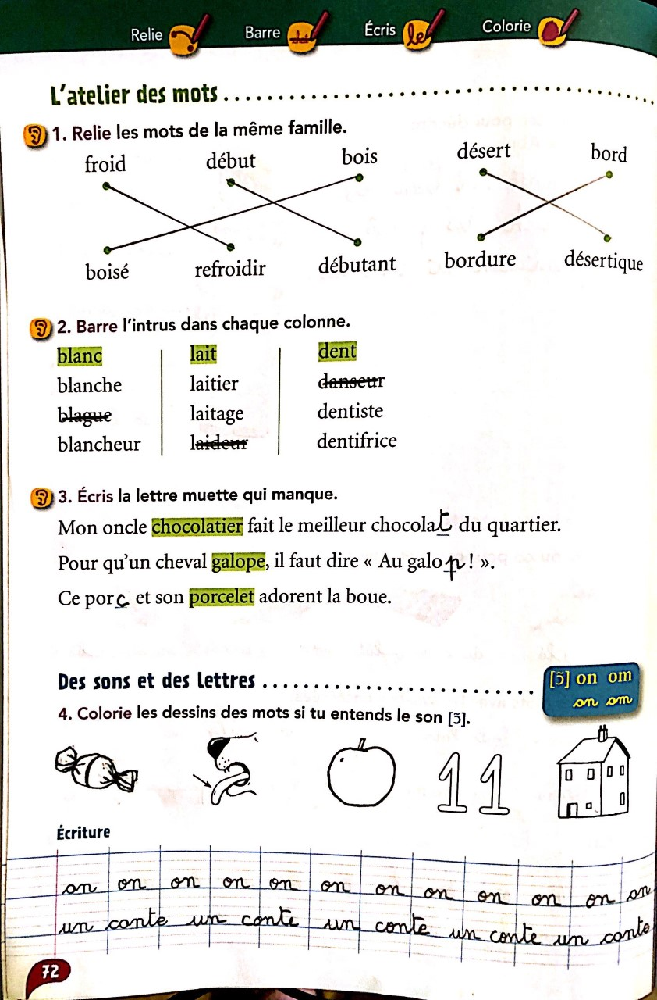 Relie Barre chat Écris le Colorie
L'atelier des mots
1. Relie les mots de la même famille.
froid début bois désert bord
boisé refroidir débutant bordure désertique
2. Barre l'intrus dans chaque colonne.
blanc lait dent
blanche laitier danseur
blague laitage dentiste
blancheur laideur dentifrice
3. Écris la lettre muette qui manque.
Mon oncle chocolatier fait le meilleur chocolat du quartier.
Pour qu'un cheval galope, il faut dire « Au galop ! ».
Ce porc et son porcelet adorent la boue.
Des sons et des lettres
[ɔ̃] on om
on om
4. Colorie les dessins des mots si tu entends le son [ɔ̃].
11
Écriture
on on on on on on on on on on on on
un conte un conte un conte un conte un conte
72